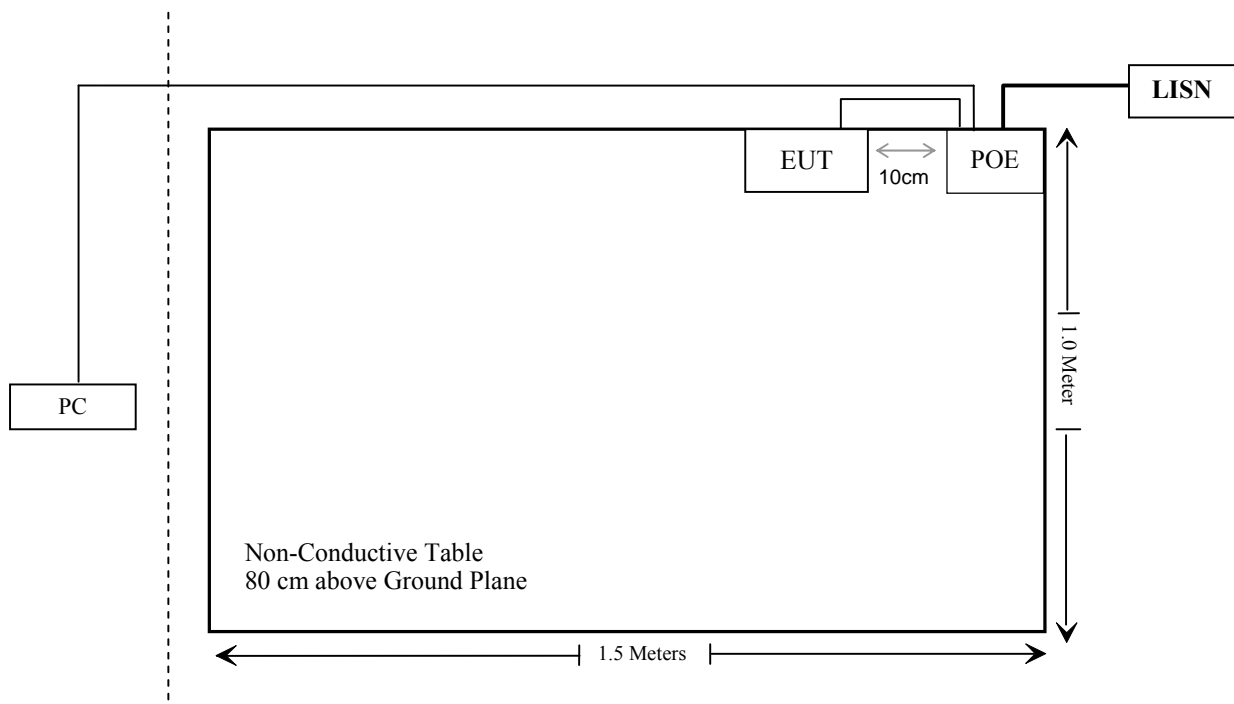 LISN
EUT
POE
10cm
1.0 Meter
PC
Non-Conductive Table
80 cm above Ground Plane
1.5 Meters